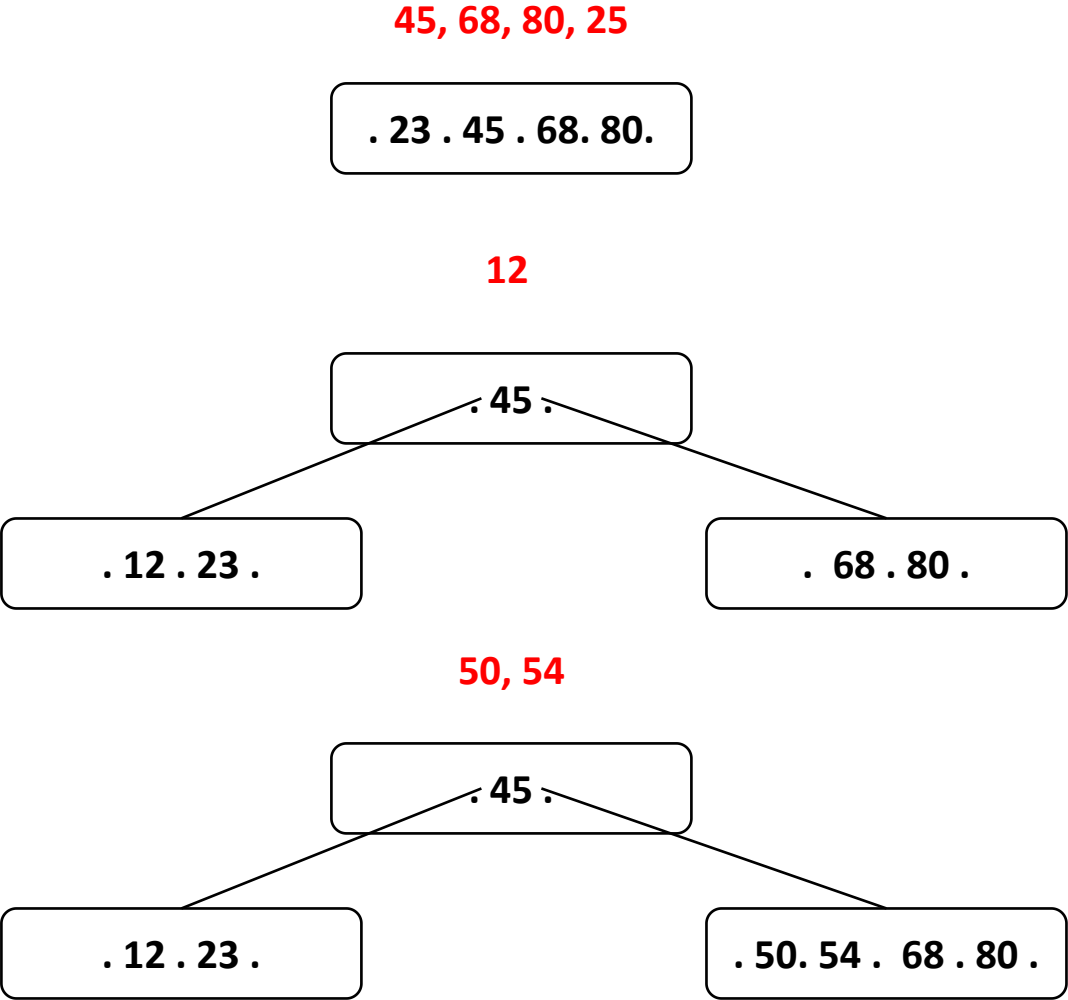 45, 68, 80, 25
. 23 . 45 . 68. 80.
12
. 45 .
. 12 . 23 .
. 68 . 80 .
50, 54
. 45 .
. 12 . 23 .
. 50. 54 . 68 . 80 .